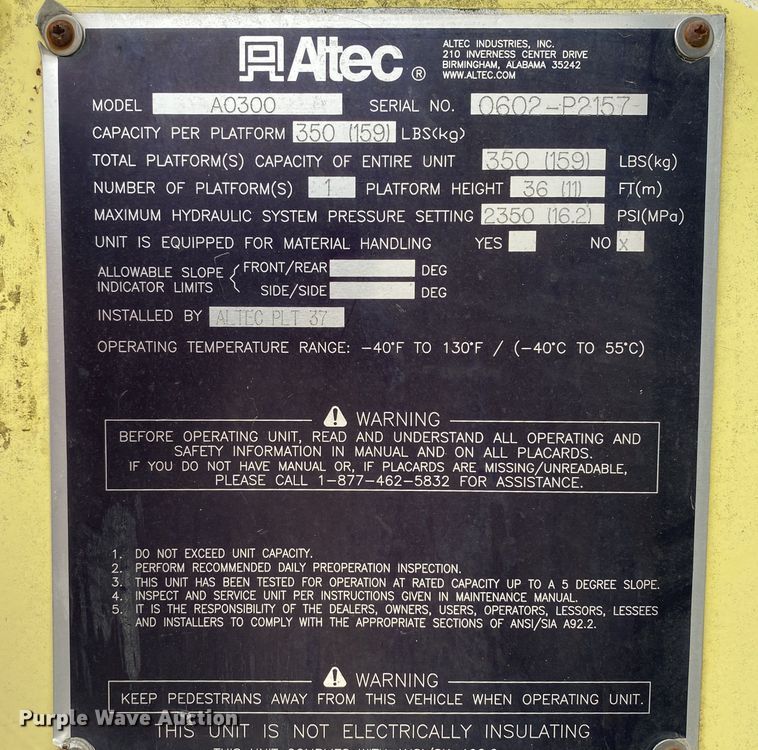 Altec ®
ALTEC INDUSTRIES, INC.
210 INVERNESS CENTER DRIVE
BIRMINGHAM, ALABAMA 35242
WWW.ALTEC.COM
MODEL AO300 SERIAL NO. 0602-P2157
CAPACITY PER PLATFORM 350 (159) LBS(kg)
TOTAL PLATFORM(S) CAPACITY OF ENTIRE UNIT 350 (159) LBS(kg)
NUMBER OF PLATFORM(S) 1 PLATFORM HEIGHT 36 (11) FT(m)
MAXIMUM HYDRAULIC SYSTEM PRESSURE SETTING 2350 (16.2) PSI(MPa)
UNIT IS EQUIPPED FOR MATERIAL HANDLING YES NO X
ALLOWABLE SLOPE INDICATOR LIMITS { FRONT/REAR DEG
SIDE/SIDE DEG
INSTALLED BY ALTEC PLT 37
OPERATING TEMPERATURE RANGE: -40°F TO 130°F / (-40°C TO 55°C)
WARNING
BEFORE OPERATING UNIT, READ AND UNDERSTAND ALL OPERATING AND
SAFETY INFORMATION IN MANUAL AND ON ALL PLACARDS.
IF YOU DO NOT HAVE MANUAL OR, IF PLACARDS ARE MISSING/UNREADABLE,
PLEASE CALL 1-877-462-5832 FOR ASSISTANCE.
1. DO NOT EXCEED UNIT CAPACITY.
2. PERFORM RECOMMENDED DAILY PREOPERATION INSPECTION.
3. THIS UNIT HAS BEEN TESTED FOR OPERATION AT RATED CAPACITY UP TO A 5 DEGREE SLOPE.
4. INSPECT AND SERVICE UNIT PER INSTRUCTIONS GIVEN IN MAINTENANCE MANUAL.
5. IT IS THE RESPONSIBILITY OF THE DEALERS, OWNERS, USERS, OPERATORS, LESSORS, LESSEES
AND INSTALLERS TO COMPLY WITH THE APPROPRIATE SECTIONS OF ANSI/SIA A92.2.
WARNING
KEEP PEDESTRIANS AWAY FROM THIS VEHICLE WHEN OPERATING UNIT.
Purple Wave Auction
THIS UNIT IS NOT ELECTRICALLY INSULATING